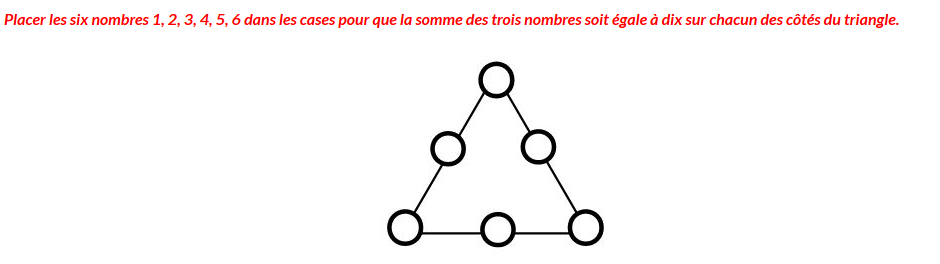 Placer les six nombres 1, 2, 3, 4, 5, 6 dans les cases pour que la somme des trois nombres soit égale à dix sur chacun des côtés du triangle.